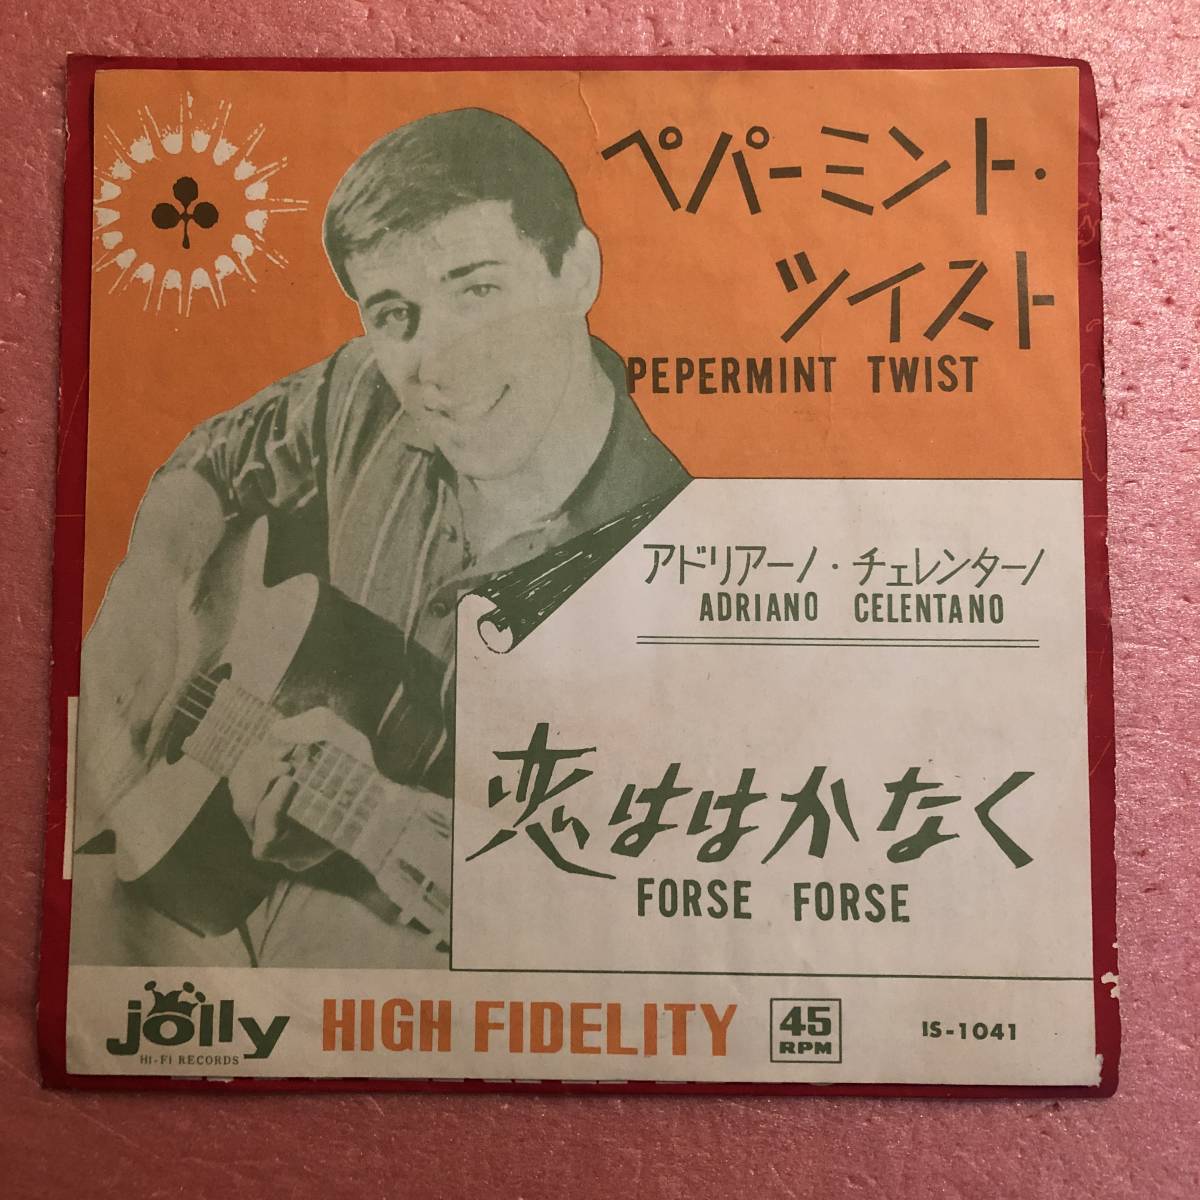 ペパーミント・
ツイスト
PEPERMINT TWIST
アドリアーノ・チェレンターノ
ADRIANO CELENTANO
恋ははかなく
FORSE FORSE
jolly
HI-FI RECORDS
HIGH FIDELITY
45
RPM
IS-1041